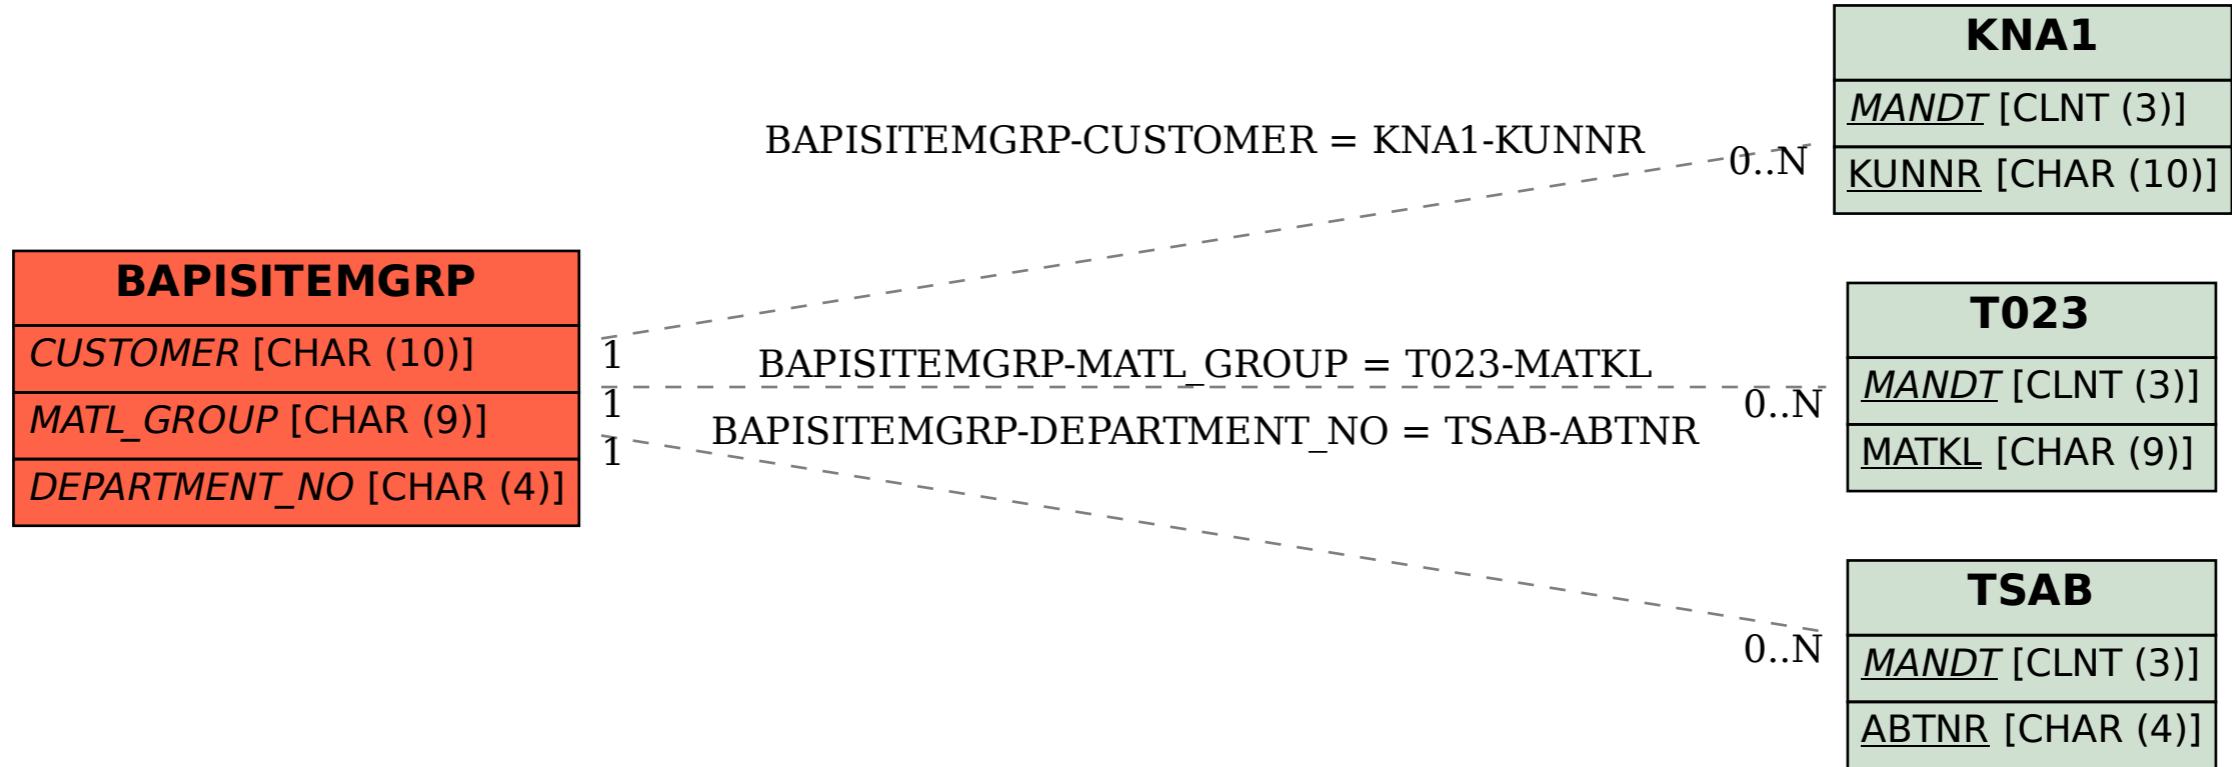 KNA1
MANDT [CLNT (3)]
KUNNR [CHAR (10)]
BAPISITEMGRP-CUSTOMER = KNA1-KUNNR
0..N
BAPISITEMGRP
CUSTOMER [CHAR (10)]
MATL_GROUP [CHAR (9)]
DEPARTMENT_NO [CHAR (4)]
1
1
1
BAPISITEMGRP-MATL_GROUP = T023-MATKL
0..N
BAPISITEMGRP-DEPARTMENT_NO = TSAB-ABTNR
0..N
T023
MANDT [CLNT (3)]
MATKL [CHAR (9)]
TSAB
MANDT [CLNT (3)]
ABTNR [CHAR (4)]